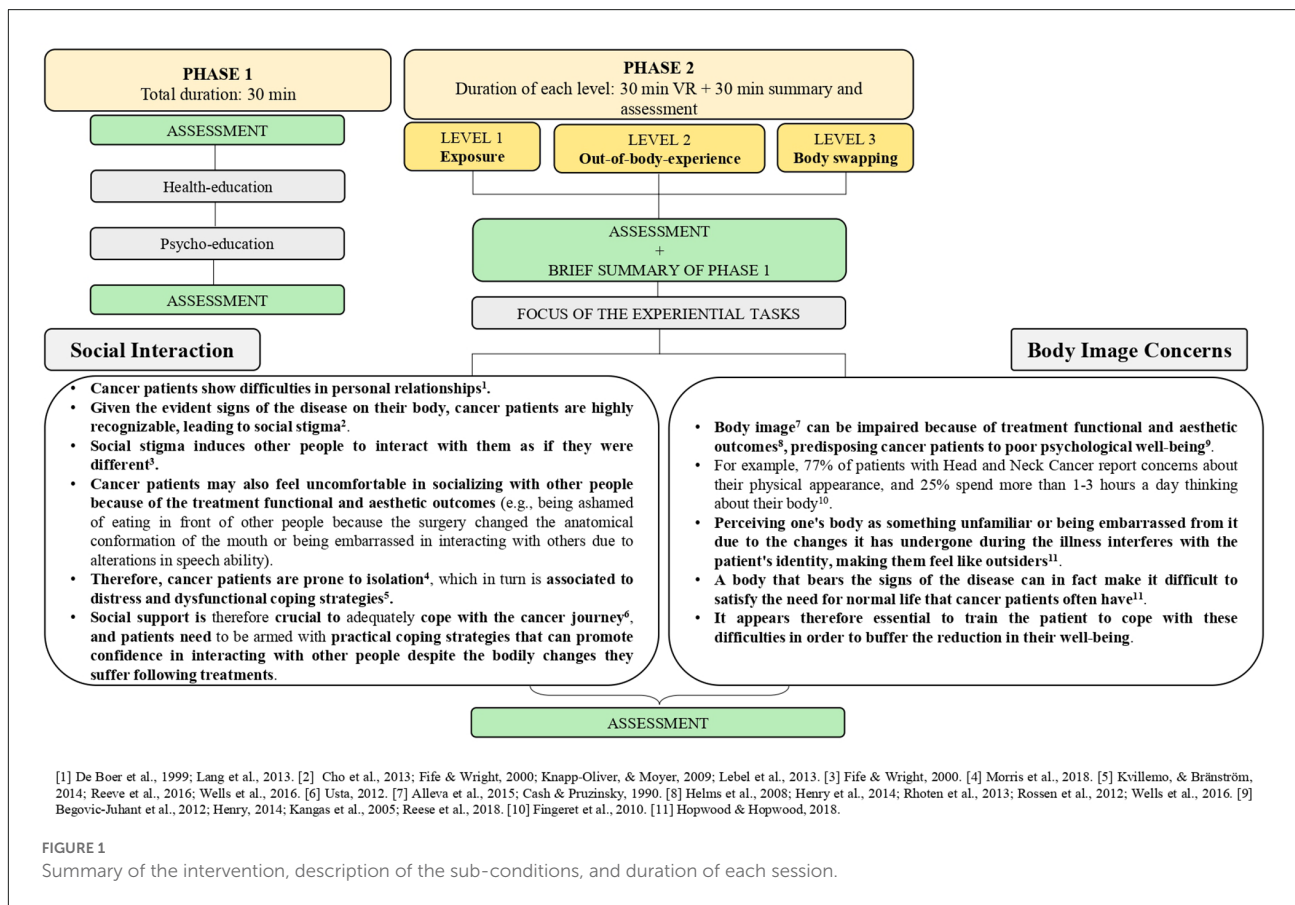 PHASE 1
Total duration: 30 min
ASSESSMENT
Health-education
Psycho-education
ASSESSMENT
PHASE 2
Duration of each level: 30 min VR + 30 min summary and
assessment
LEVEL 1
Exposure
LEVEL 2
Out-of-body-experience
LEVEL 3
Body swapping
ASSESSMENT
+
BRIEF SUMMARY OF PHASE 1
FOCUS OF THE EXPERIENTIAL TASKS
Social Interaction
• Cancer patients show difficulties in personal relationships¹.
• Given the evident signs of the disease on their body, cancer patients are highly
recognizable, leading to social stigma².
• Social stigma induces other people to interact with them as if they were
different³.
• Cancer patients may also feel uncomfortable in socializing with other people
because of the treatment functional and aesthetic outcomes (e.g., being ashamed
of eating in front of other people because the surgery changed the anatomical
conformation of the mouth or being embarrassed in interacting with others due to
alterations in speech ability).
• Therefore, cancer patients are prone to isolation⁴, which in turn is associated to
distress and dysfunctional coping strategies⁵.
• Social support is therefore crucial to adequately cope with the cancer journey⁶,
and patients need to be armed with practical coping strategies that can promote
confidence in interacting with other people despite the bodily changes they
suffer following treatments.
Body Image Concerns
• Body image⁷ can be impaired because of treatment functional and aesthetic
outcomes⁸, predisposing cancer patients to poor psychological well-being⁹.
• For example, 77% of patients with Head and Neck Cancer report concerns about
their physical appearance, and 25% spend more than 1-3 hours a day thinking
about their body¹⁰.
• Perceiving one's body as something unfamiliar or being embarrassed from it
due to the changes it has undergone during the illness interferes with the
patient's identity, making them feel like outsiders¹¹.
• A body that bears the signs of the disease can in fact make it difficult to
satisfy the need for normal life that cancer patients often have¹¹.
• It appears therefore essential to train the patient to cope with these
difficulties in order to buffer the reduction in their well-being.
ASSESSMENT
[1] De Boer et al., 1999; Lang et al., 2013. [2] Cho et al., 2013; Fife & Wright, 2000; Knapp-Oliver, & Moyer, 2009; Lebel et al., 2013. [3] Fife & Wright, 2000. [4] Morris et al., 2018. [5] Kvillemo, & Bränström,
2014; Reeve et al., 2016; Wells et al., 2016. [6] Usta, 2012. [7] Alleva et al., 2015; Cash & Pruzinsky, 1990. [8] Helms et al., 2008; Henry et al., 2014; Rhoten et al., 2013; Rossen et al., 2012; Wells et al., 2016. [9]
Begovic-Juhant et al., 2012; Henry, 2014; Kangas et al., 2005; Reese et al., 2018. [10] Fingeret et al., 2010. [11] Hopwood & Hopwood, 2018.
FIGURE 1
Summary of the intervention, description of the sub-conditions, and duration of each session.